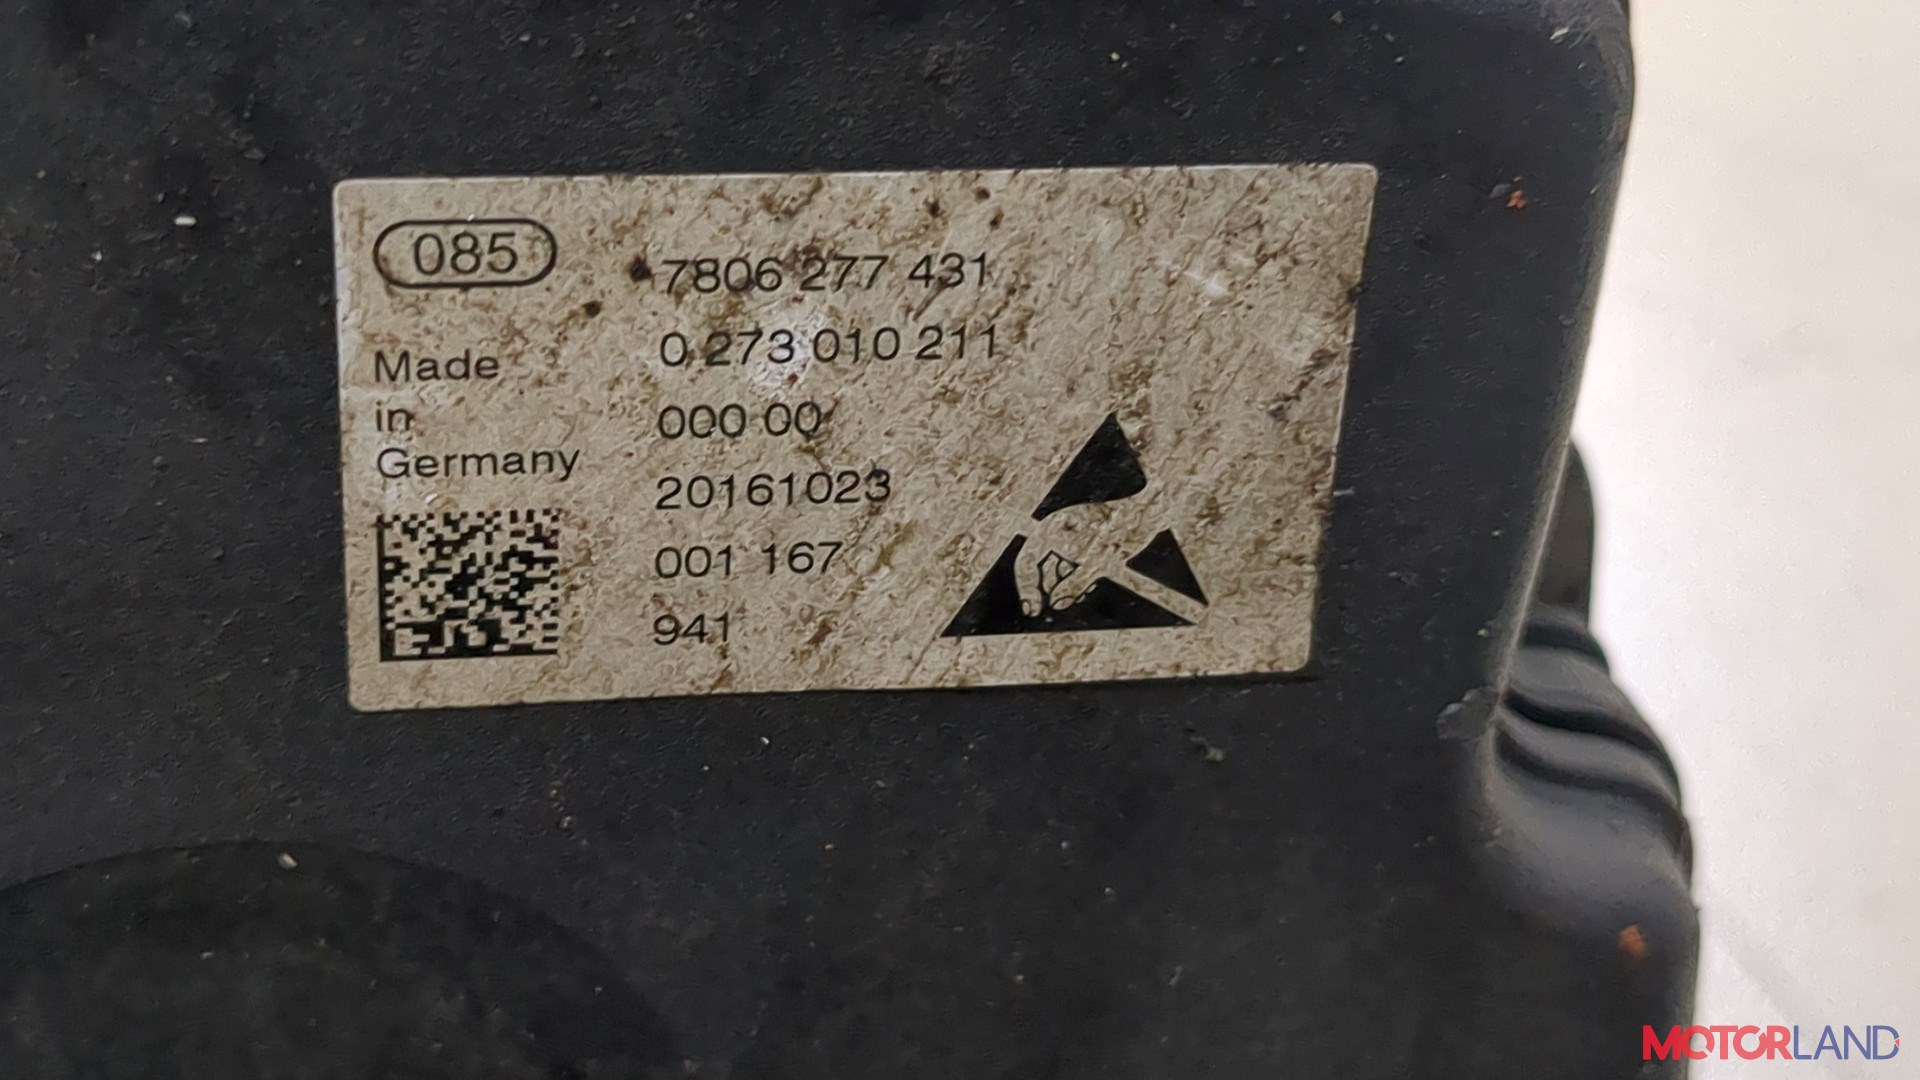 085
7806 277 431
0 273 010 211
Made
in
Germany
000 00
20161023
001 167
941
MOTORLAND